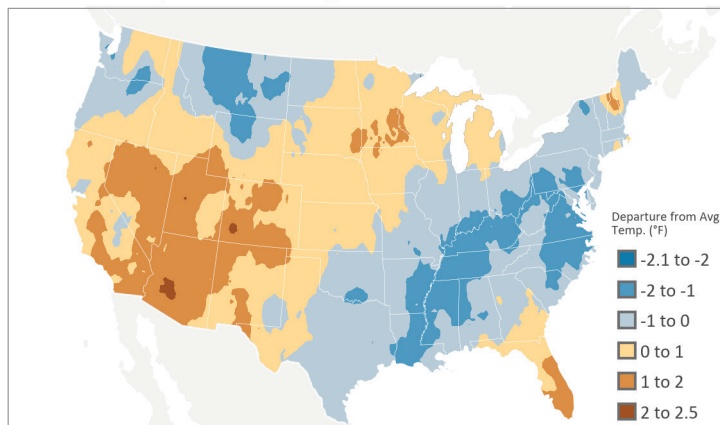 Departure from Avg
Temp. (°F)
-2.1 to -2
-2 to -1
-1 to 0
0 to 1
1 to 2
2 to 2.5